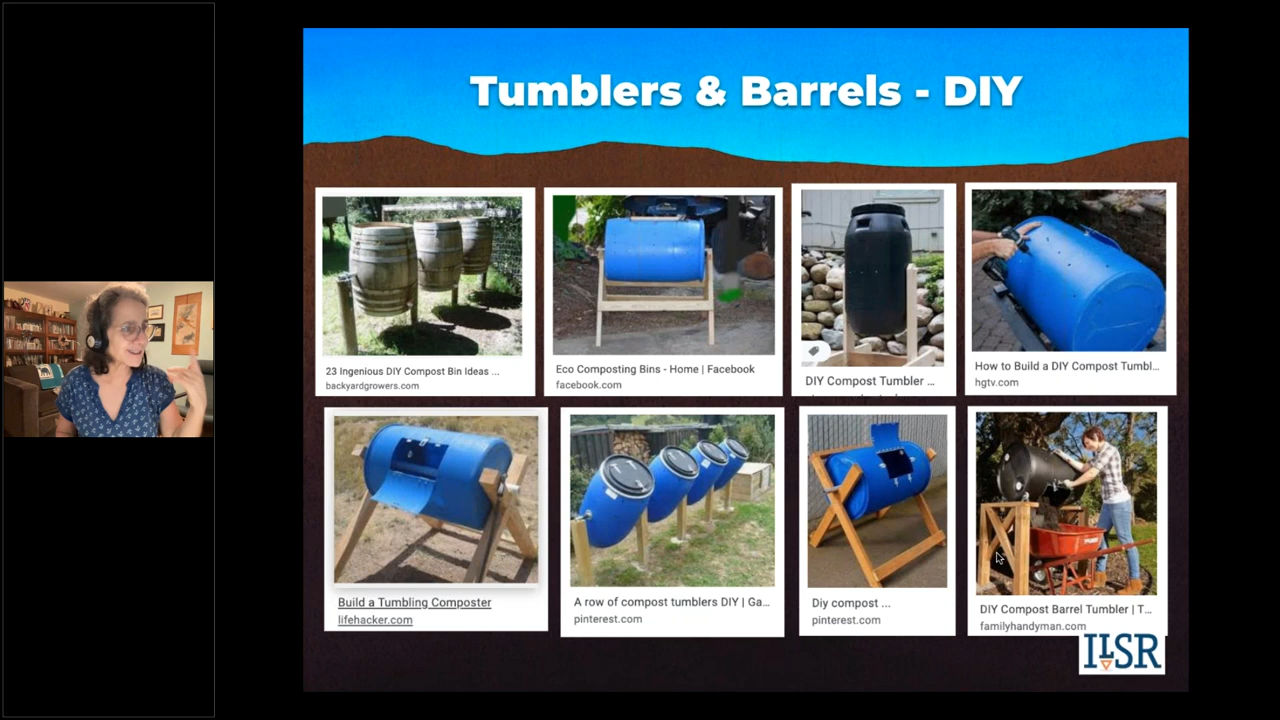 Tumblers & Barrels - DIY
23 Ingenious DIY Compost Bin Ideas ...
backyardgrowers.com
Eco Composting Bins - Home | Facebook
facebook.com
DIY Compost Tumbler ...
How to Build a DIY Compost Tumbl...
hgtv.com
Build a Tumbling Composter
lifehacker.com
A row of compost tumblers DIY | Ga...
pinterest.com
Diy compost ...
pinterest.com
DIY Compost Barrel Tumbler | T...
familyhandyman.com
ILSR